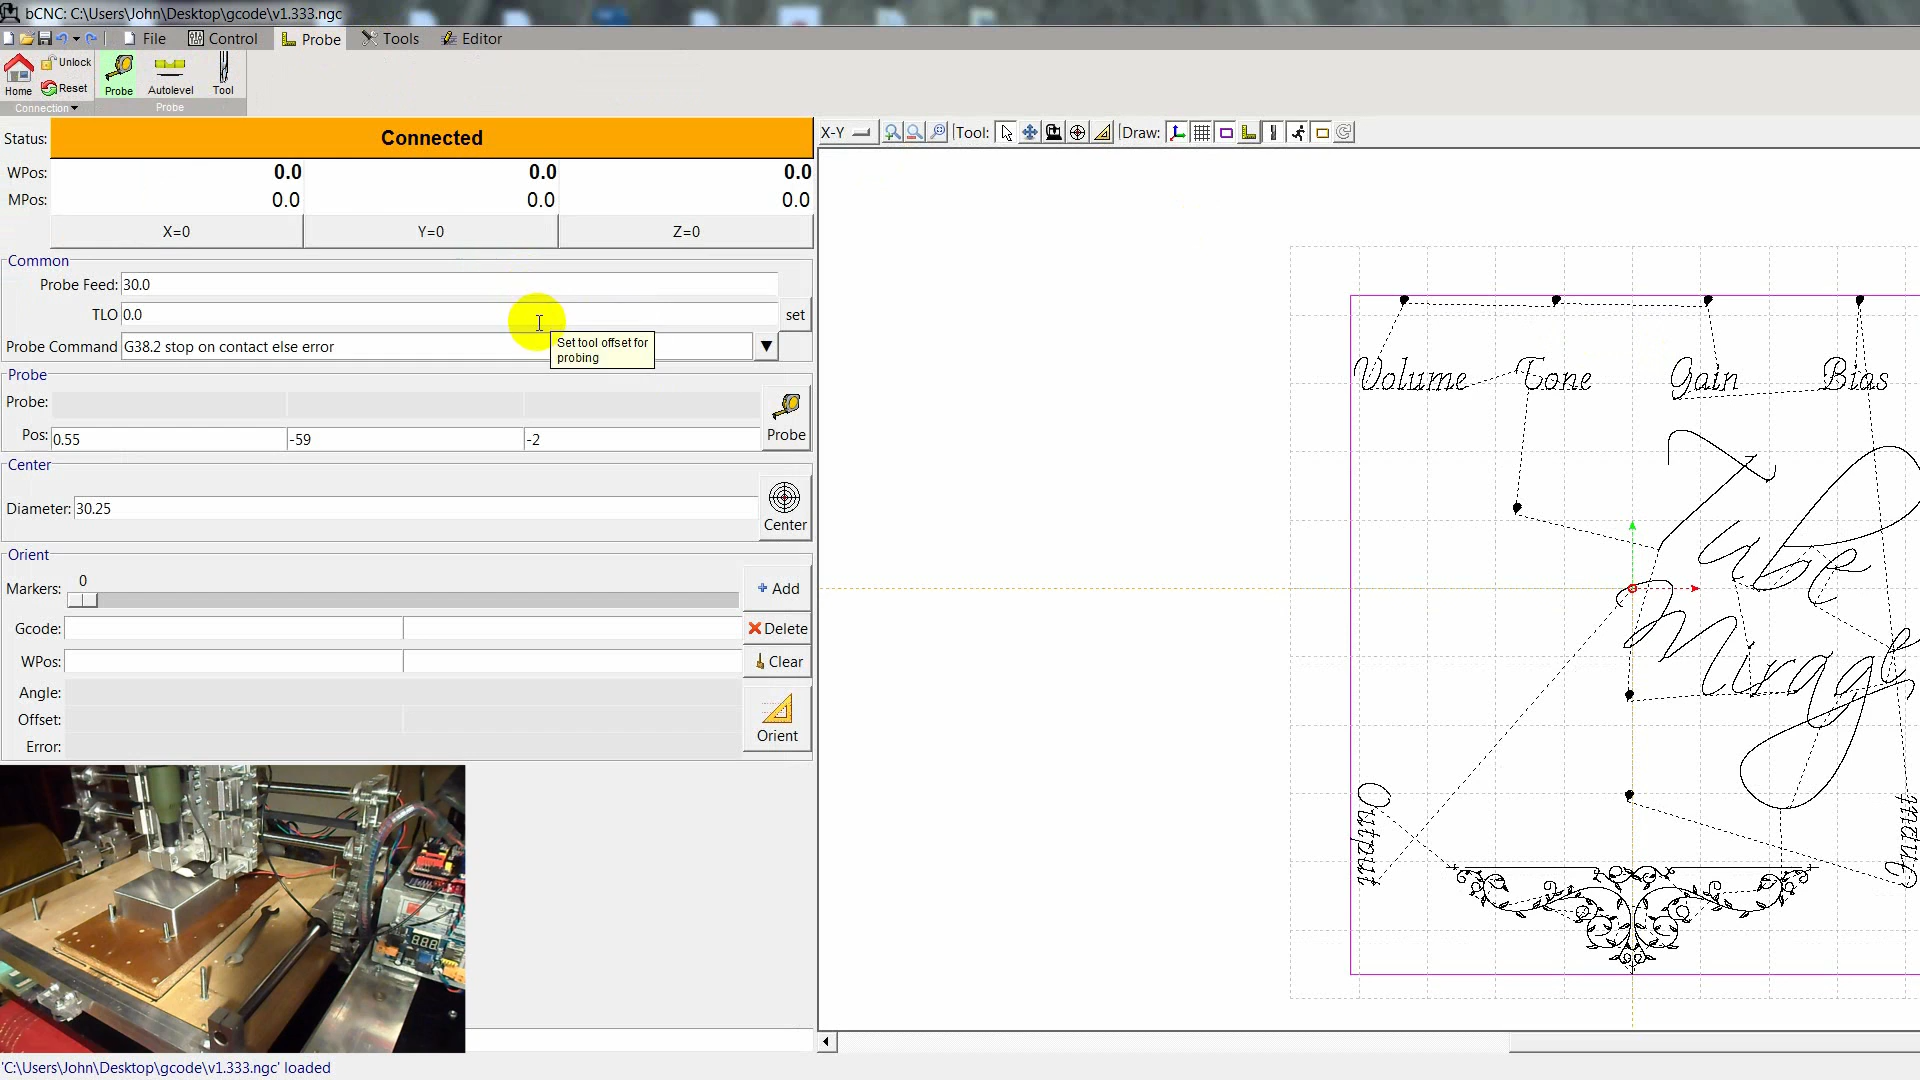 bCNC: C:\Users\John\Desktop\gcode\v1.333.ngc
File Control Probe Tools Editor
Home Unlock Reset Probe Autolevel Tool
Connection Probe
Status: Connected
X-Y Tool: Draw:
WPos: 0.0 0.0 0.0
MPos: 0.0 0.0 0.0
X=0 Y=0 Z=0
Common
Probe Feed: 30.0
TLO 0.0 set
Probe Command G38.2 stop on contact else error
Set tool offset for
probing
Probe
Probe:
Pos: 0.55 -59 -2
Probe
Center
Diameter: 30.25
Center
Orient
Markers: 0
Add
Gcode: Delete
WPos: Clear
Angle:
Offset:
Error:
Orient
Volume Tone Gain Bias
Tube
Mirage
Output
Input
'C:\Users\John\Desktop\gcode\v1.333.ngc' loaded